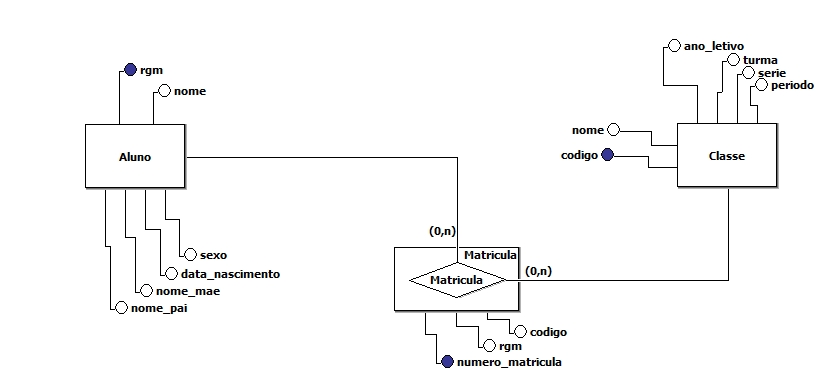 ano_letivo
turma
rgm
serie
periodo
nome
nome
codigo
Aluno
Classe
(0,n)
Matricula
sexo
(0,n)
data_nascimento
Matricula
nome_mae
nome_pai
codigo
rgm
numero_matricula